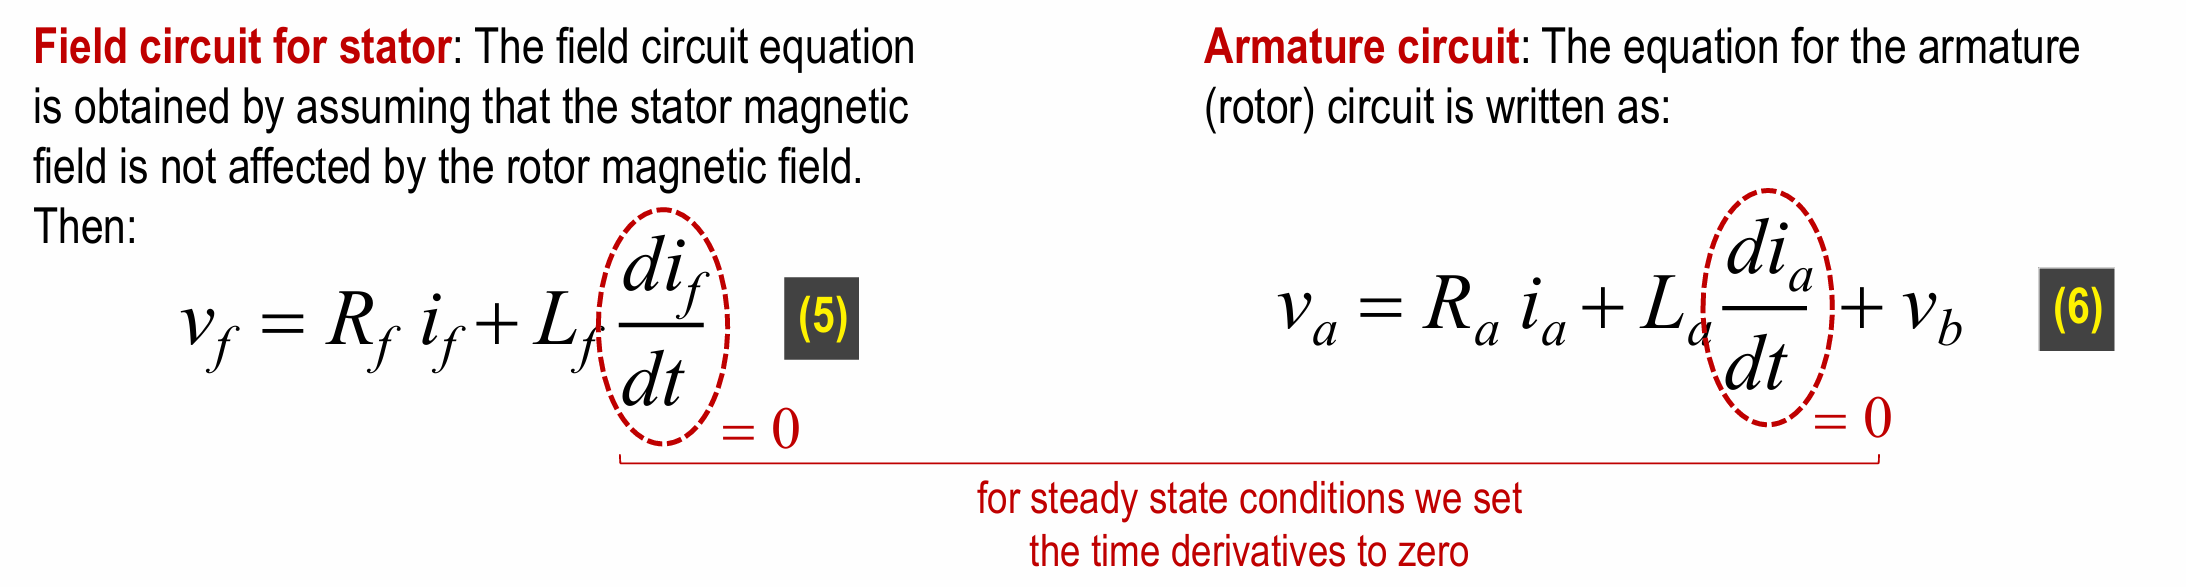 Field circuit for stator: The field circuit equation
is obtained by assuming that the stator magnetic
field is not affected by the rotor magnetic field.
Then:
v_f = R_f i_f + L_f di_f/dt (5)
= 0
Armature circuit: The equation for the armature
(rotor) circuit is written as:
v_a = R_a i_a + L_a di_a/dt + v_b (6)
= 0
for steady state conditions we set
the time derivatives to zero